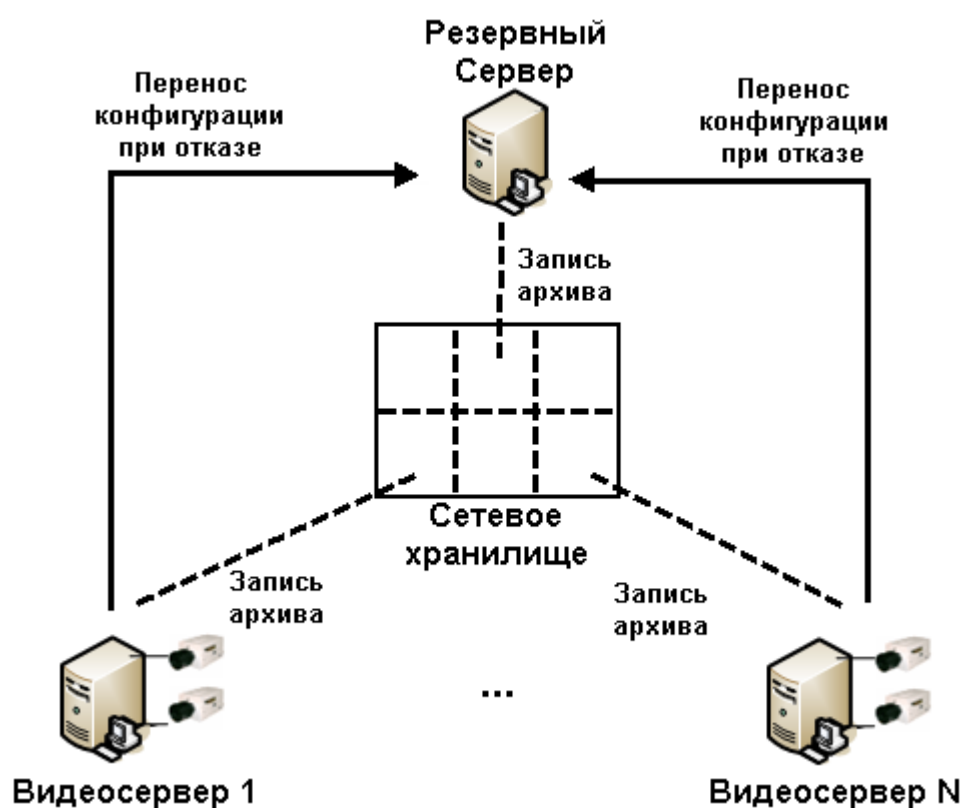 Резервный
Сервер
Перенос
конфигурации
при отказе
Перенос
конфигурации
при отказе
Запись
архива
Сетевое
хранилище
Запись
архива
Запись
архива
...
Видеосервер 1
Видеосервер N